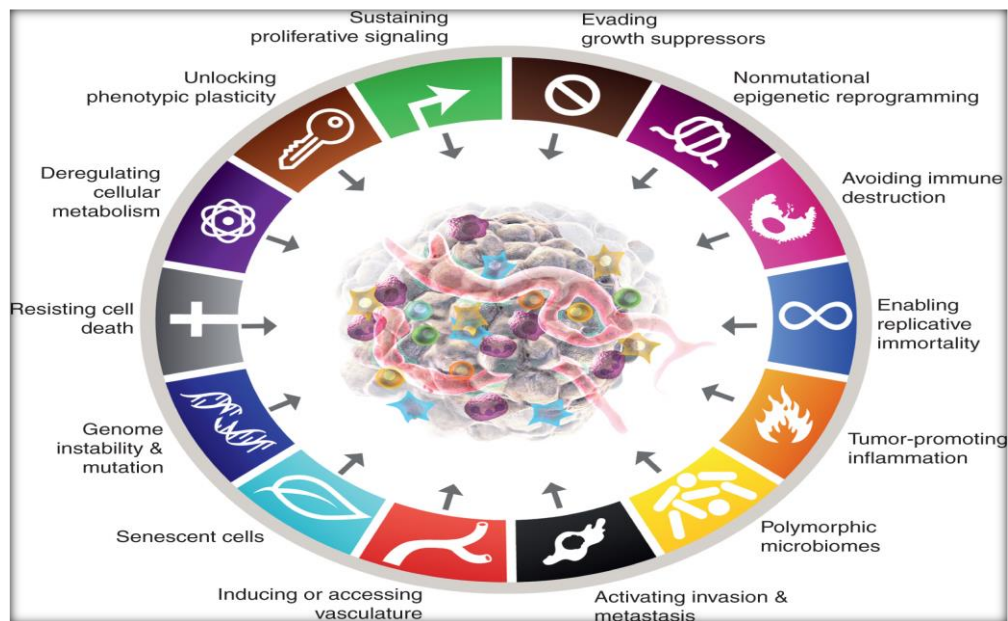 Sustaining
proliferative signaling
Evading
growth suppressors
Unlocking
phenotypic plasticity
Nonmutational
epigenetic reprogramming
Deregulating
cellular
metabolism
Avoiding immune
destruction
Resisting cell
death
Enabling
replicative
immortality
Genome
instability &
mutation
Tumor-promoting
inflammation
Senescent cells
Polymorphic
microbiomes
Inducing or accessing
vasculature
Activating invasion &
metastasis